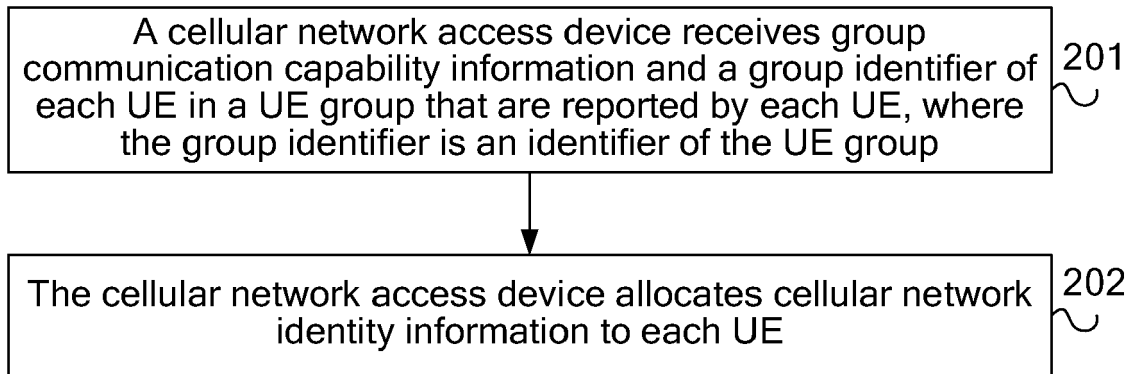 A cellular network access device receives group
communication capability information and a group identifier of
each UE in a UE group that are reported by each UE, where
the group identifier is an identifier of the UE group
201
The cellular network access device allocates cellular network
identity information to each UE
202